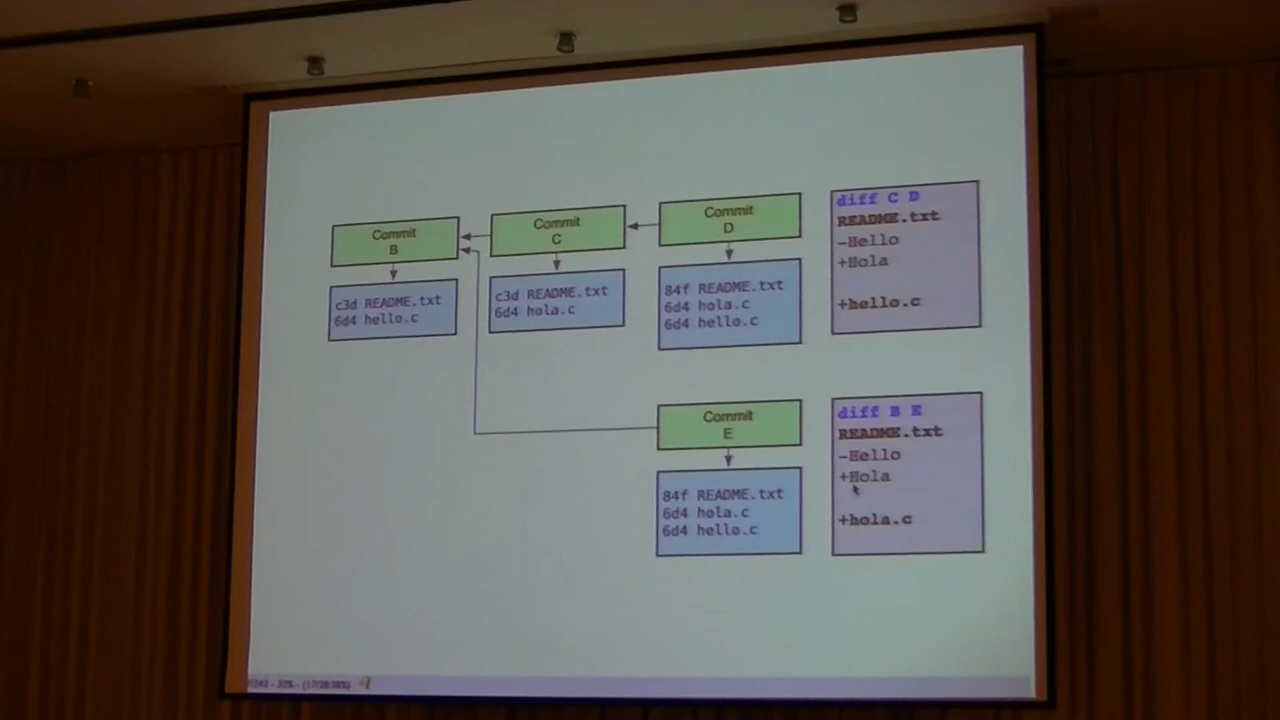 Commit
B
c3d README.txt
6d4 hello.c
Commit
C
c3d README.txt
6d4 hola.c
Commit
D
84f README.txt
6d4 hola.c
6d4 hello.c
diff C D
README.txt
-Hello
+Hola
+hello.c
Commit
E
84f README.txt
6d4 hola.c
6d4 hello.c
diff B E
README.txt
-Hello
+Hola
+hola.c